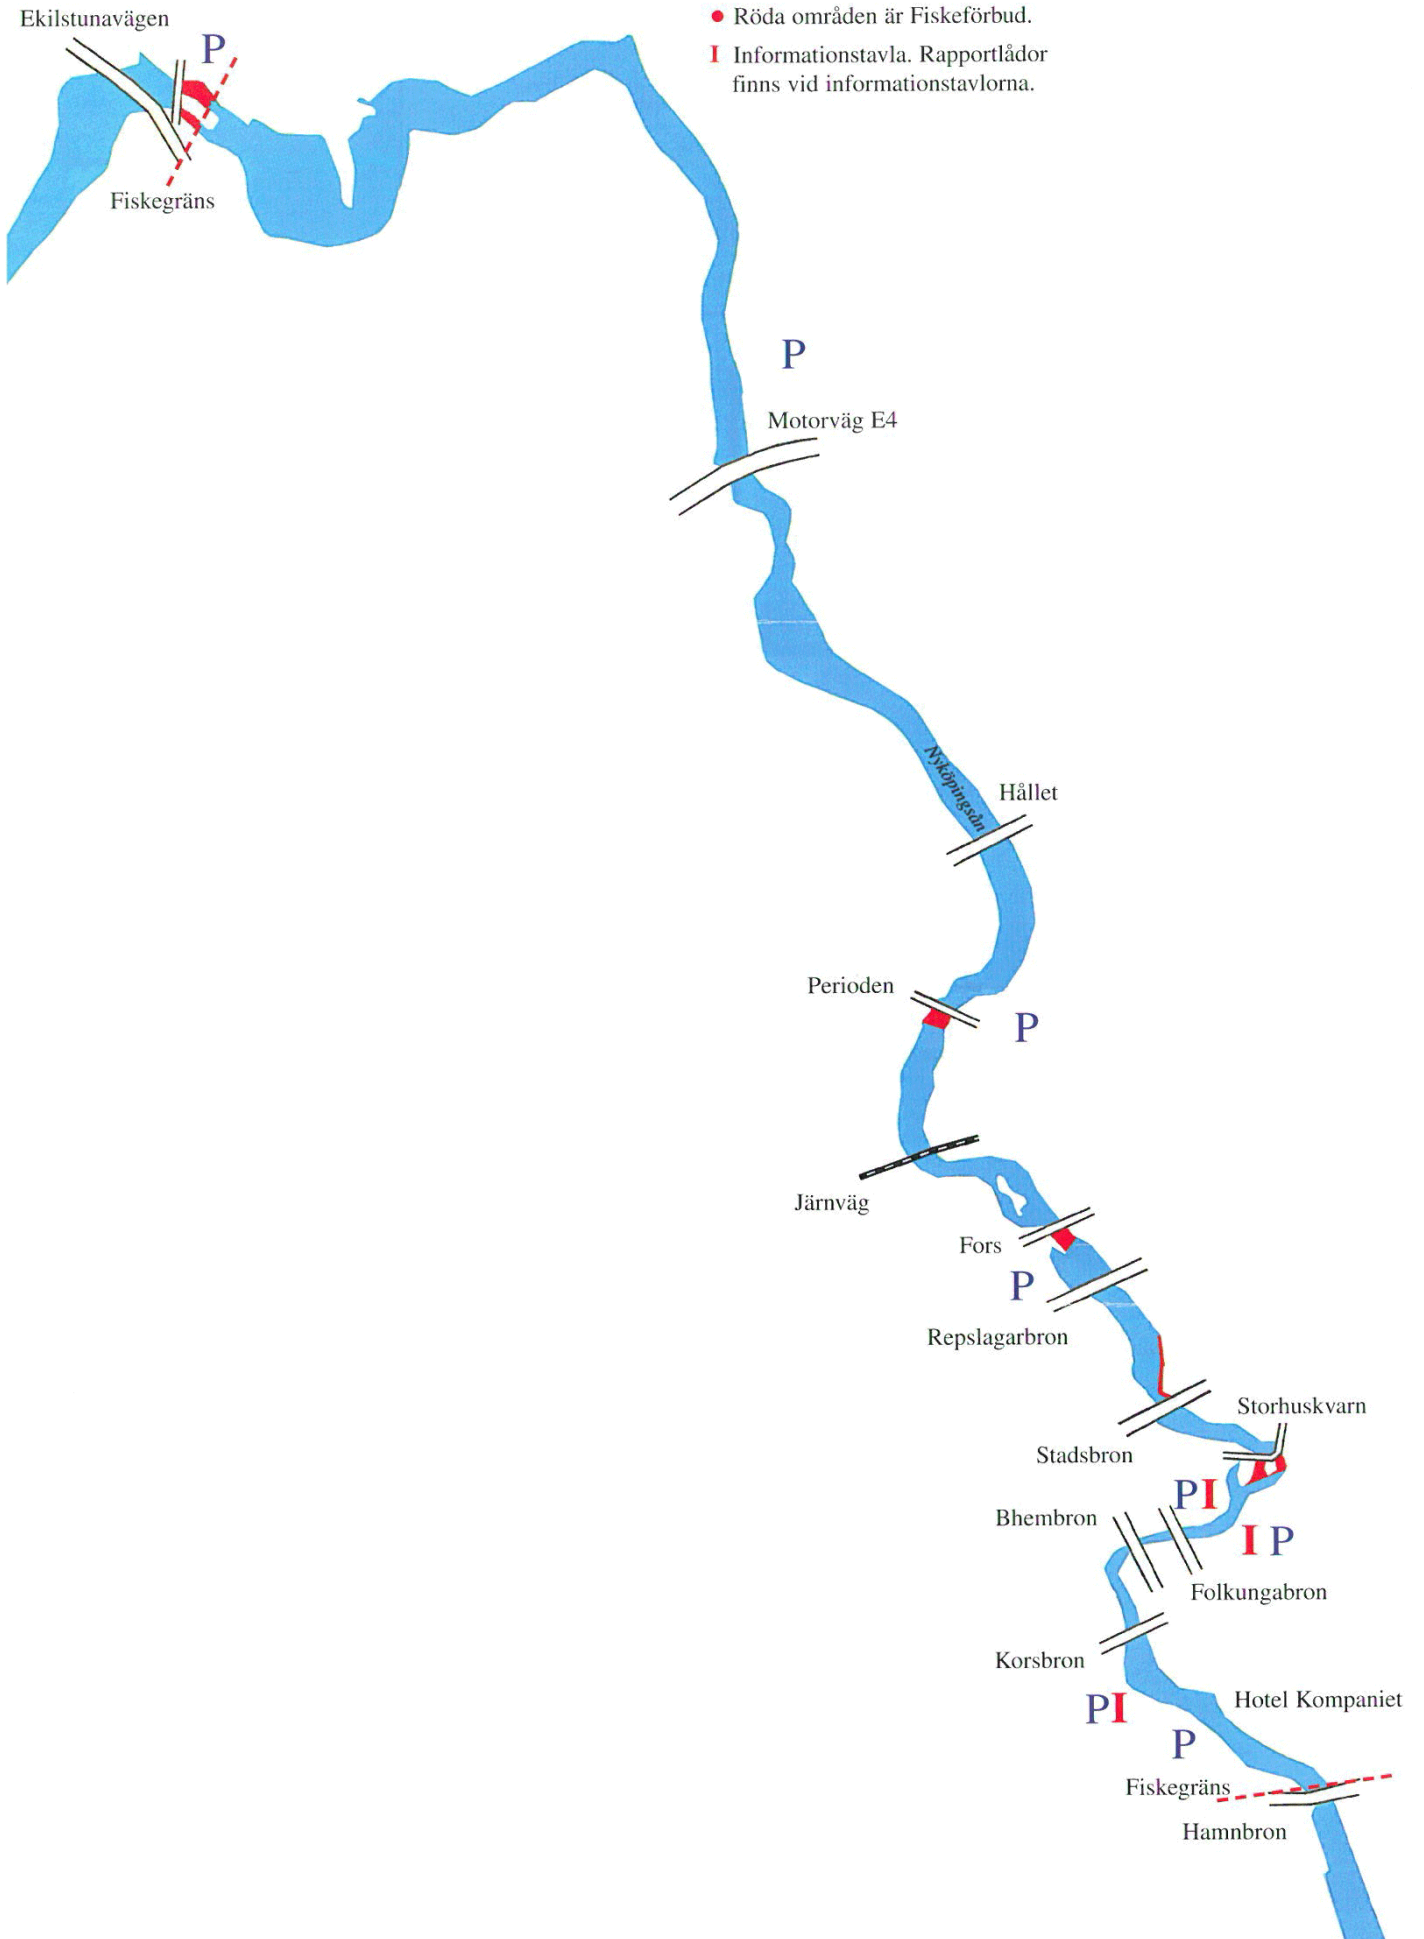 Ekilstunavägen
P
● Röda områden är Fiskeförbud.
I Informationstavla. Rapportlådor
finns vid informationstavlorna.
Fiskegräns
P
Motorväg E4
Nyköpingsån
Hållet
Perioden
P
Järnväg
Fors
P
Repslagarbron
Storhuskvarn
Stadsbron
PI
Bhembron
I P
Folkungabron
Korsbron
Hotel Kompaniet
PI
P
Fiskegräns
Hamnbron